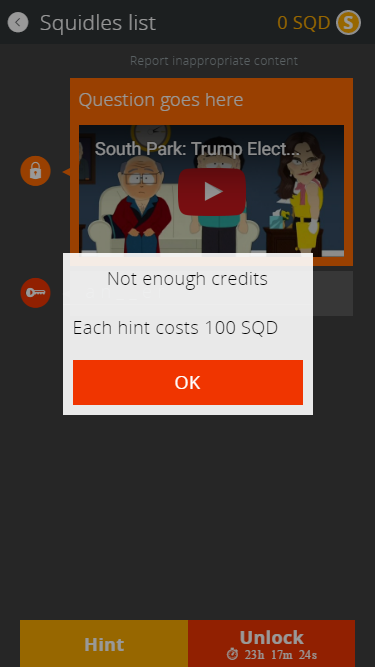 Squidles list
0 SQD S
Report inappropriate content
Question goes here
South Park: Trump Elect...
Not enough credits
Each hint costs 100 SQD
OK
Hint
Unlock
23h 17m 24s